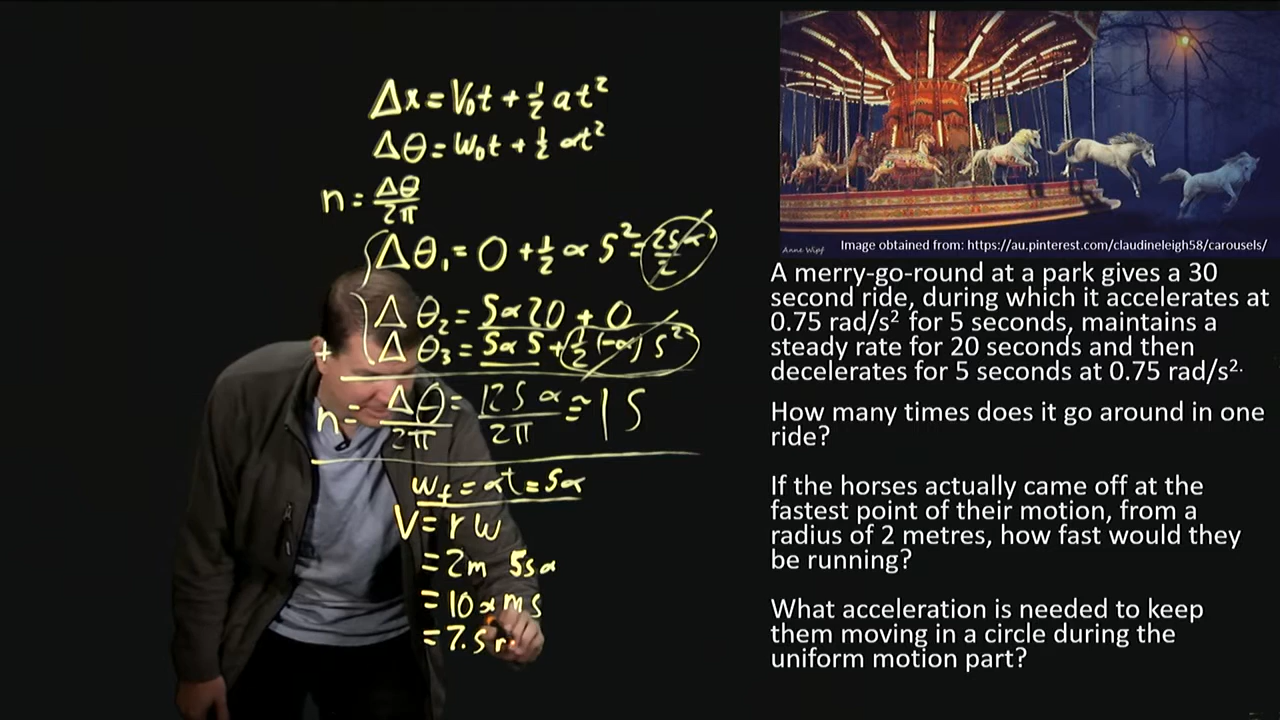 Δx = V₀t + ½ at²
Δθ = ω₀t + ½ αt²
n = Δθ/2π
Δθ₁ = 0 + ½ α 5² = 25α/2
Δθ₂ = 5α20 + 0
+ Δθ₃ = 5α5 + ½ (-α) 5²
n = Δθ/2π = 125α/2π ≅ 15
ω_f = αt = 5α
V = r ω
= 2m 5sα
= 10α m s
= 7.5
Anne Wipf
Image obtained from: https://au.pinterest.com/claudineleigh58/carousels/
A merry-go-round at a park gives a 30
second ride, during which it accelerates at
0.75 rad/s² for 5 seconds, maintains a
steady rate for 20 seconds and then
decelerates for 5 seconds at 0.75 rad/s².
How many times does it go around in one
ride?
If the horses actually came off at the
fastest point of their motion, from a
radius of 2 metres, how fast would they
be running?
What acceleration is needed to keep
them moving in a circle during the
uniform motion part?